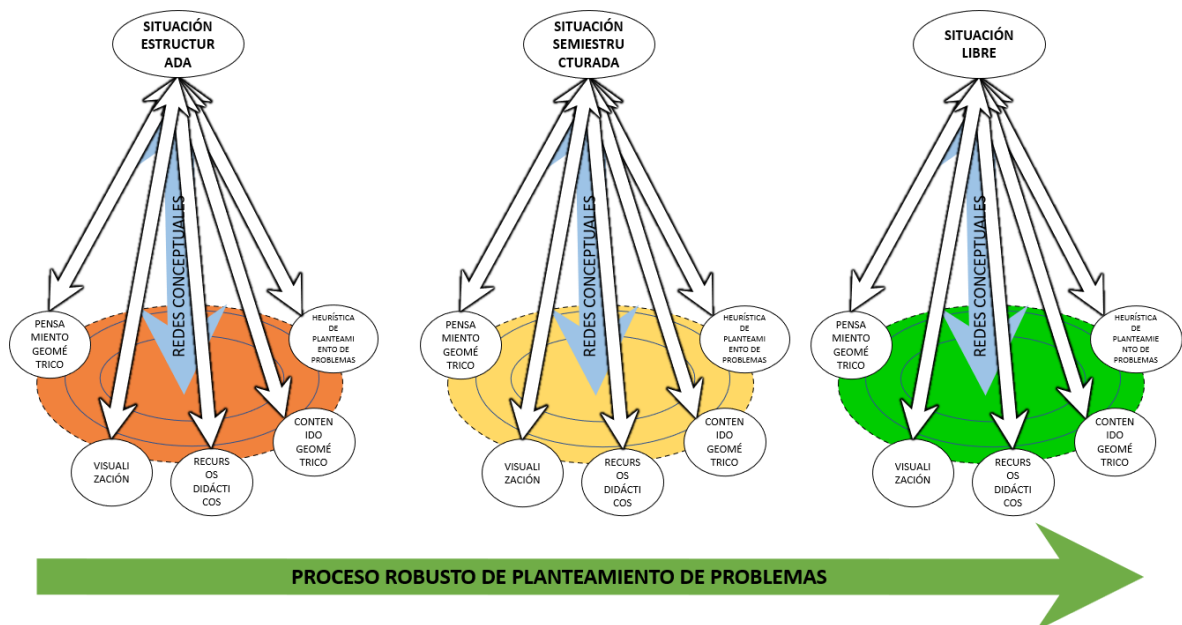 SITUACIÓN
ESTRUCTUR
ADA
REDES CONCEPTUALES
PENSA
MIENTO
GEOMÉ
TRICO
HEURÍSTICA
DE
PLANTEAMI
ENTO DE
PROBLEMAS
VISUALI
ZACIÓN
RECURS
OS
DIDÁCTI
COS
CONTEN
IDO
GEOMÉ
TRICO
SITUACIÓN
SEMIESTRU
CTURADA
REDES CONCEPTUALES
PENSA
MIENTO
GEOMÉ
TRICO
HEURÍSTICA
DE
PLANTEAMI
ENTO DE
PROBLEMAS
VISUALI
ZACIÓN
RECURS
OS
DIDÁCTI
COS
CONTEN
IDO
GEOMÉ
TRICO
SITUACIÓN
LIBRE
REDES CONCEPTUALES
PENSA
MIENTO
GEOMÉ
TRICO
HEURÍSTICA
DE
PLANTEAMIE
NTO DE
PROBLEMAS
VISUALI
ZACIÓN
RECURS
OS
DIDÁCTI
COS
CONTEN
IDO
GEOMÉ
TRICO
PROCESO ROBUSTO DE PLANTEAMIENTO DE PROBLEMAS